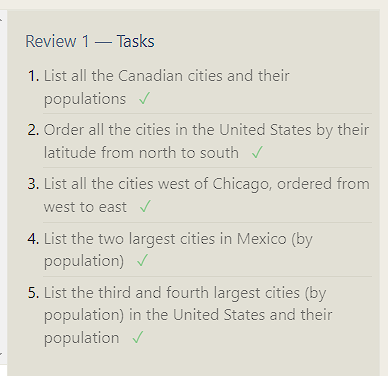 Review 1 — Tasks
1. List all the Canadian cities and their
populations ✓
2. Order all the cities in the United States by their
latitude from north to south ✓
3. List all the cities west of Chicago, ordered from
west to east ✓
4. List the two largest cities in Mexico (by
population) ✓
5. List the third and fourth largest cities (by
population) in the United States and their
population ✓